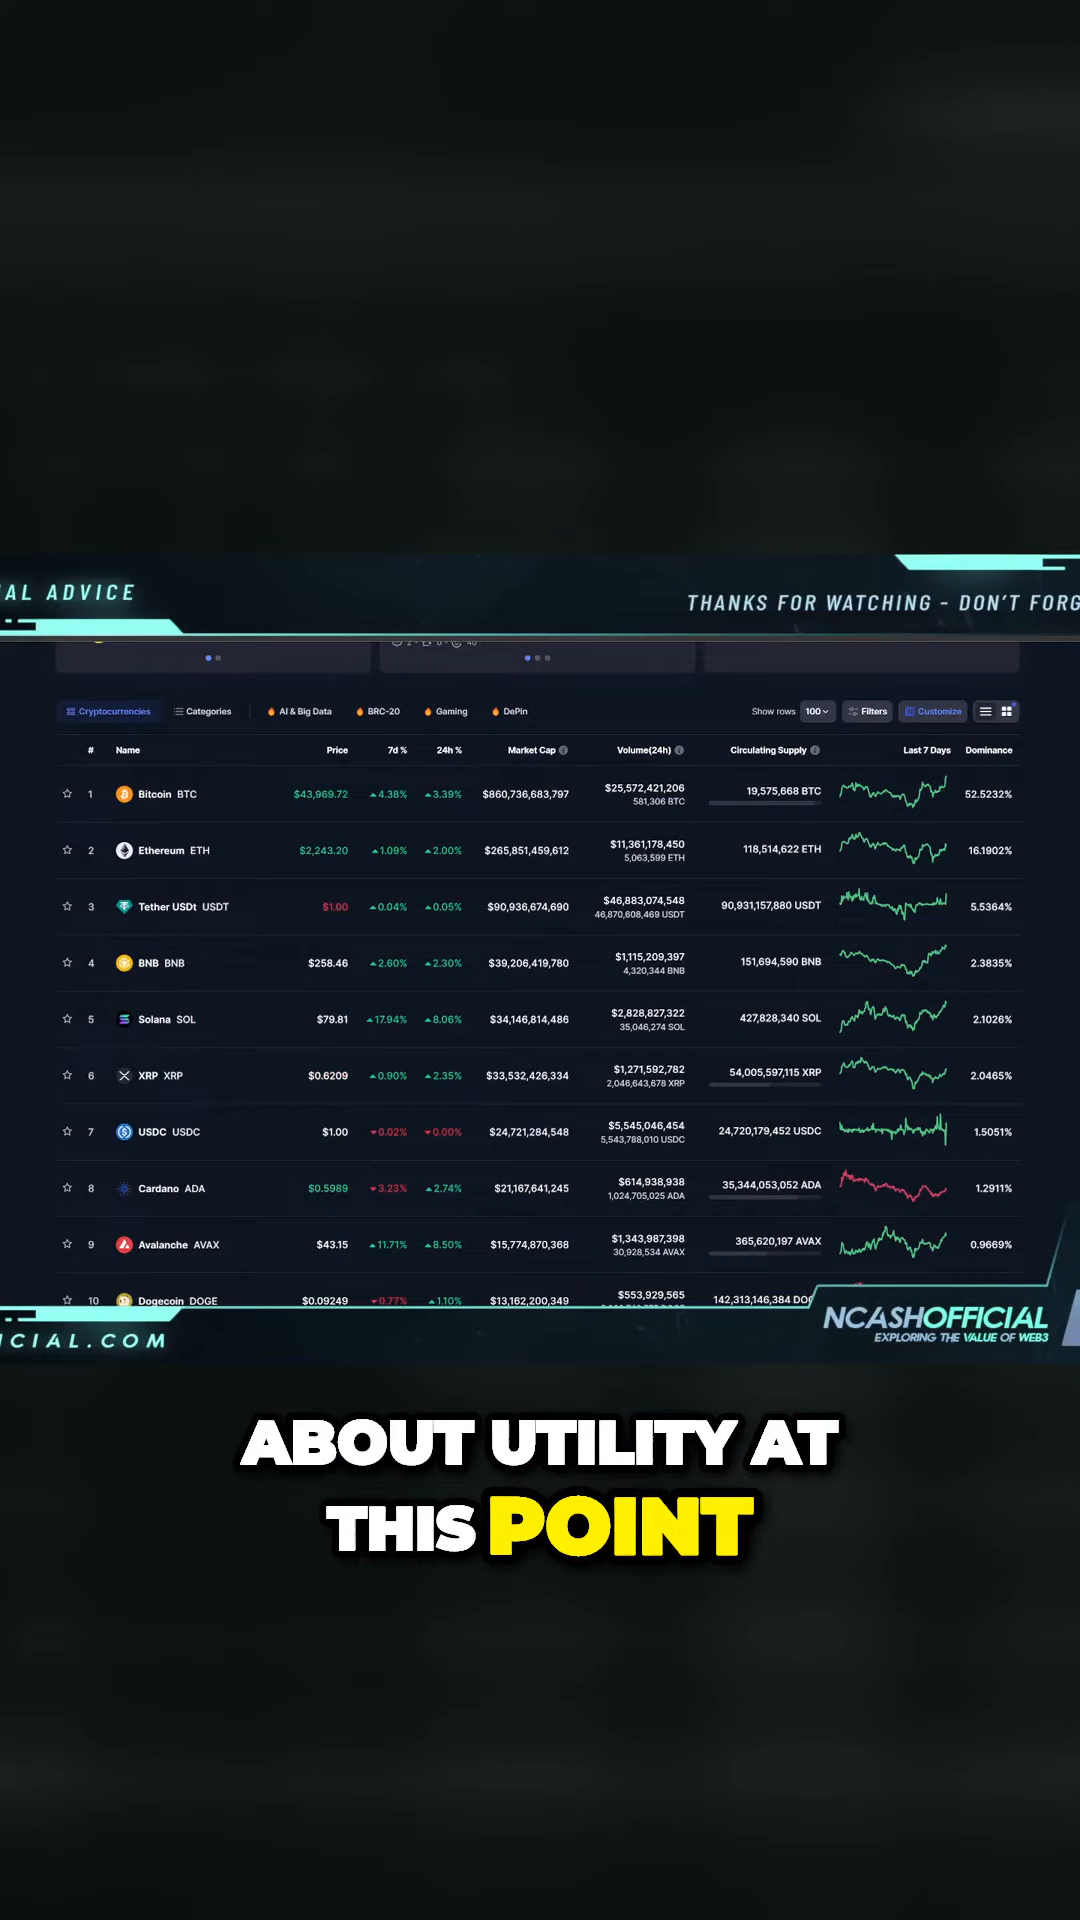 AL ADVICE
THANKS FOR WATCHING - DON'T FORG
Cryptocurrencies Categories AI & Big Data BRC-20 Gaming DePin Show rows 100 Filters Customize
# Name Price 7d % 24h % Market Cap Volume(24h) Circulating Supply Last 7 Days Dominance
1 Bitcoin BTC $43,969.72 4.38% 3.39% $860,736,683,797 $25,572,421,206 19,575,668 BTC 52.5232%
581,306 BTC
2 Ethereum ETH $2,243.20 1.09% 2.00% $265,851,459,612 $11,361,178,450 118,514,622 ETH 16.1902%
5,063,599 ETH
3 Tether USDt USDT $1.00 0.04% 0.05% $90,936,674,690 $46,883,074,548 90,931,157,880 USDT 5.5364%
46,870,608,469 USDT
4 BNB BNB $258.46 2.60% 2.30% $39,206,419,780 $1,115,209,397 151,694,590 BNB 2.3835%
4,320,344 BNB
5 Solana SOL $79.81 17.94% 8.06% $34,146,814,486 $2,828,827,322 427,828,340 SOL 2.1026%
35,046,274 SOL
6 XRP XRP $0.6209 0.90% 2.35% $33,532,426,334 $1,271,592,782 54,005,597,115 XRP 2.0465%
2,046,643,678 XRP
7 USDC USDC $1.00 0.02% 0.00% $24,721,284,548 $5,545,046,454 24,720,179,452 USDC 1.5051%
5,543,788,010 USDC
8 Cardano ADA $0.5989 3.23% 2.74% $21,167,641,245 $614,938,938 35,344,053,052 ADA 1.2911%
1,024,705,025 ADA
9 Avalanche AVAX $43.15 11.71% 8.50% $15,774,870,368 $1,343,987,398 365,620,197 AVAX 0.9669%
30,928,534 AVAX
10 Dogecoin DOGE $0.09249 0.77% 1.10% $13,162,200,349 $553,929,565 142,313,146,384 DOG
ICIAL.COM
NCASHOFFICIAL
EXPLORING THE VALUE OF WEB3
ABOUT UTILITY AT
THIS POINT